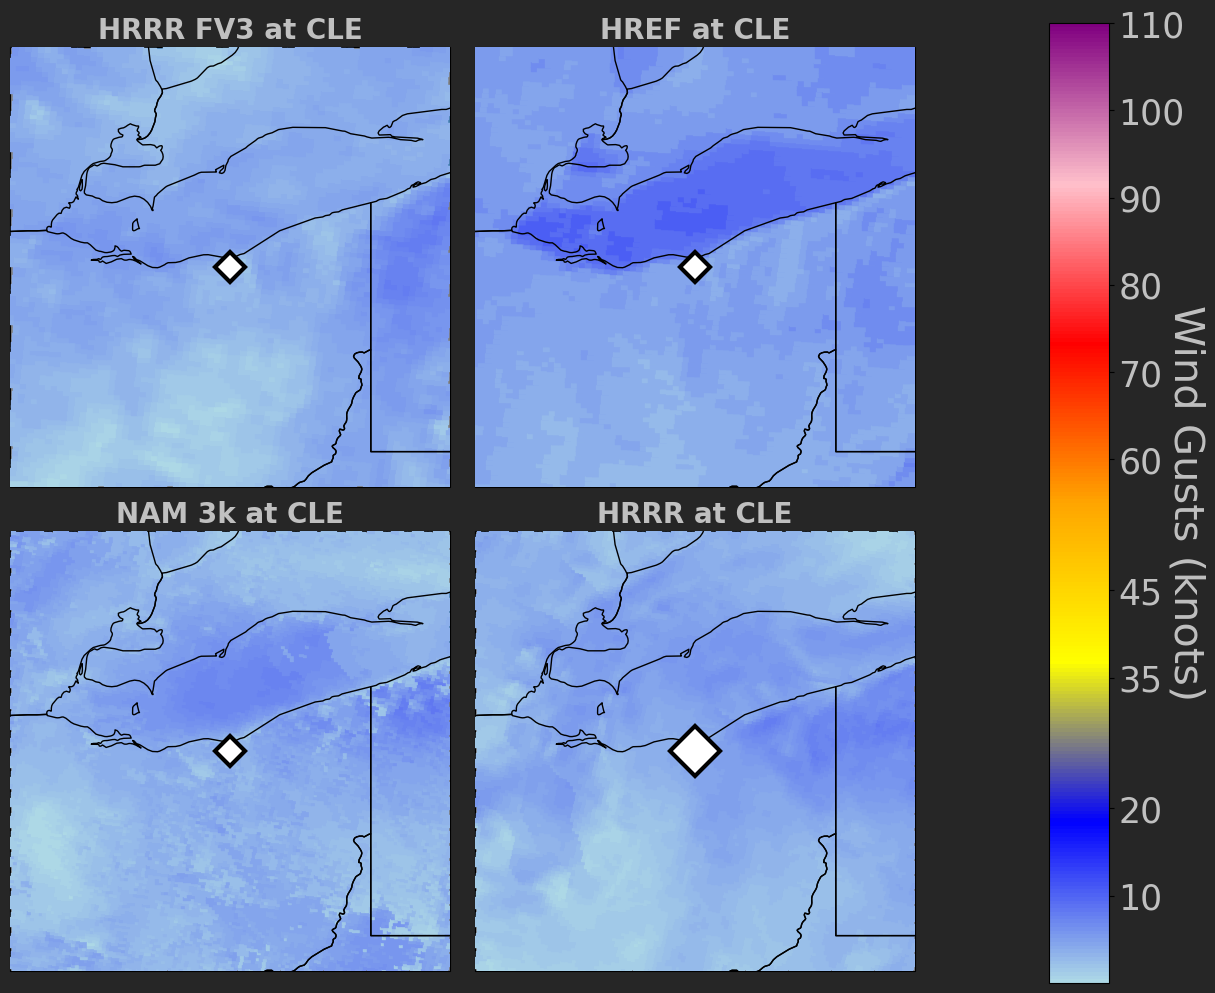 HRRR FV3 at CLE
HREF at CLE
NAM 3k at CLE
HRRR at CLE
110
100
90
80
70
60
45
35
20
10
Wind Gusts (knots)